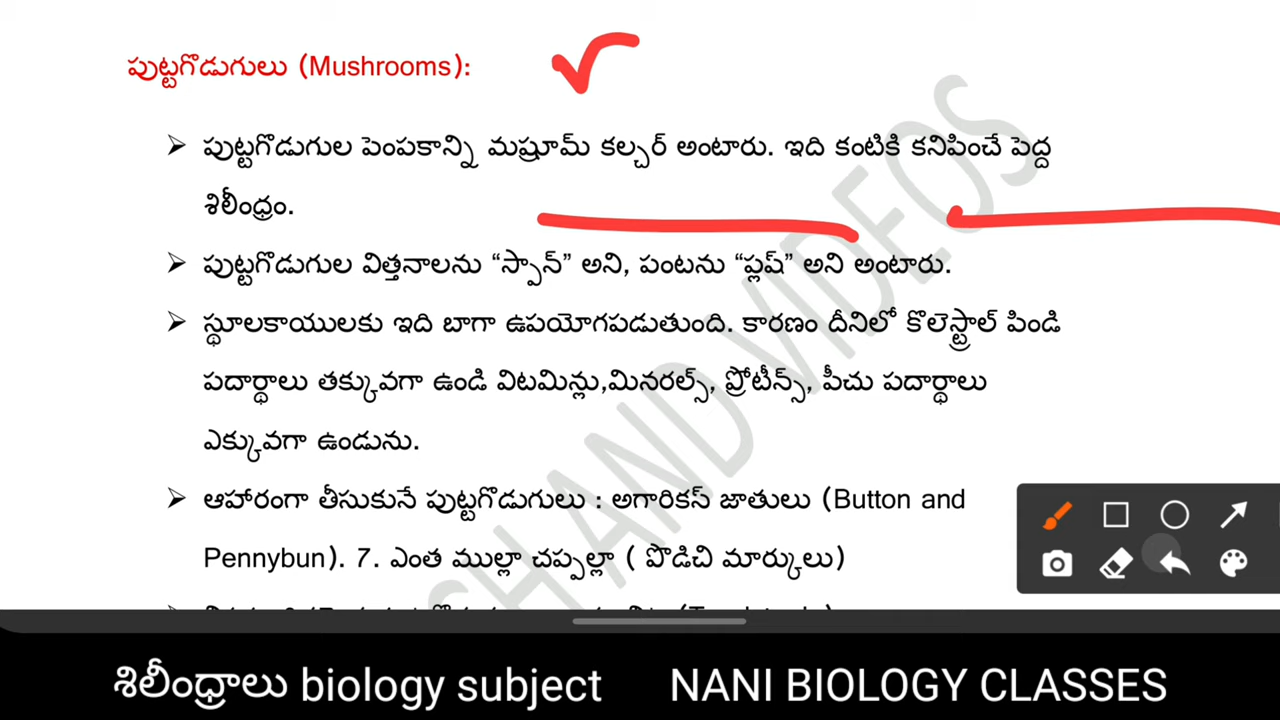 పుట్టగొడుగులు (Mushrooms):
➢ పుట్టగొడుగుల పెంపకాన్ని మష్రూమ్ కల్చర్ అంటారు. ఇది కంటికి కనిపించే పెద్ద
శిలీంధ్రం.
➢ పుట్టగొడుగుల విత్తనాలను “స్పాన్” అని, పంటను “ప్లష్” అని అంటారు.
➢ స్థూలకాయులకు ఇది బాగా ఉపయోగపడుతుంది. కారణం దీనిలో కొలెస్ట్రాల్ పిండి
పదార్థాలు తక్కువగా ఉండి విటమిన్లు,మినరల్స్, ప్రోటీన్స్, పీచు పదార్థాలు
ఎక్కువగా ఉండును.
➢ ఆహారంగా తీసుకునే పుట్టగొడుగులు : అగారికస్ జాతులు (Button and
Pennybun). 7. ఎంత ముల్లా చప్పల్లా ( పొడిచి మార్కులు)
AND VIDEOS
శిలీంధ్రాలు biology subject NANI BIOLOGY CLASSES